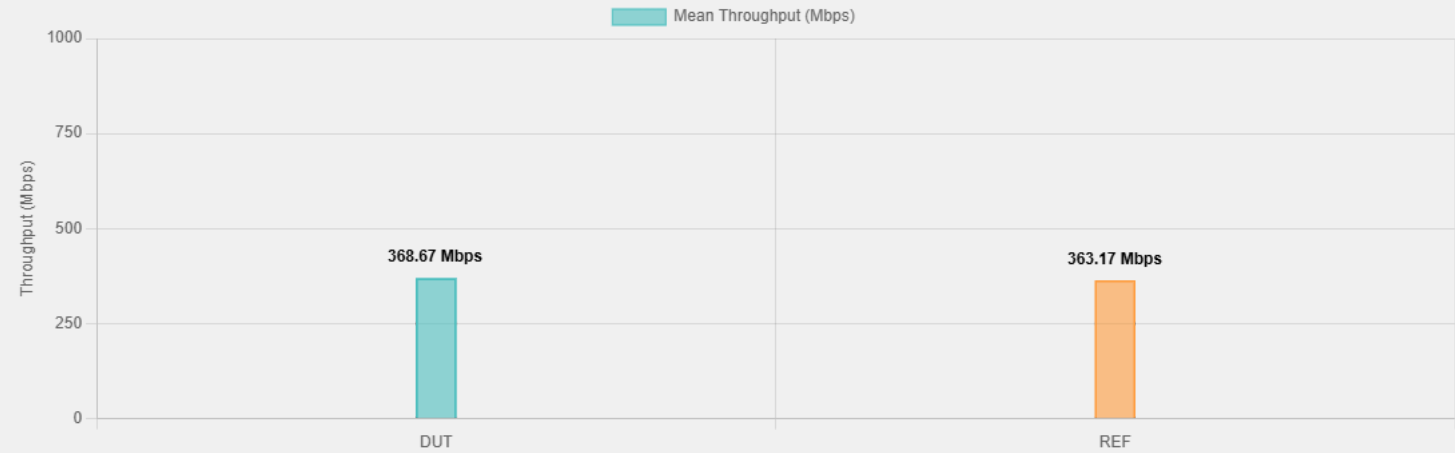 Mean Throughput (Mbps)
1000
750
500
250
0
Throughput (Mbps)
368.67 Mbps
363.17 Mbps
DUT
REF